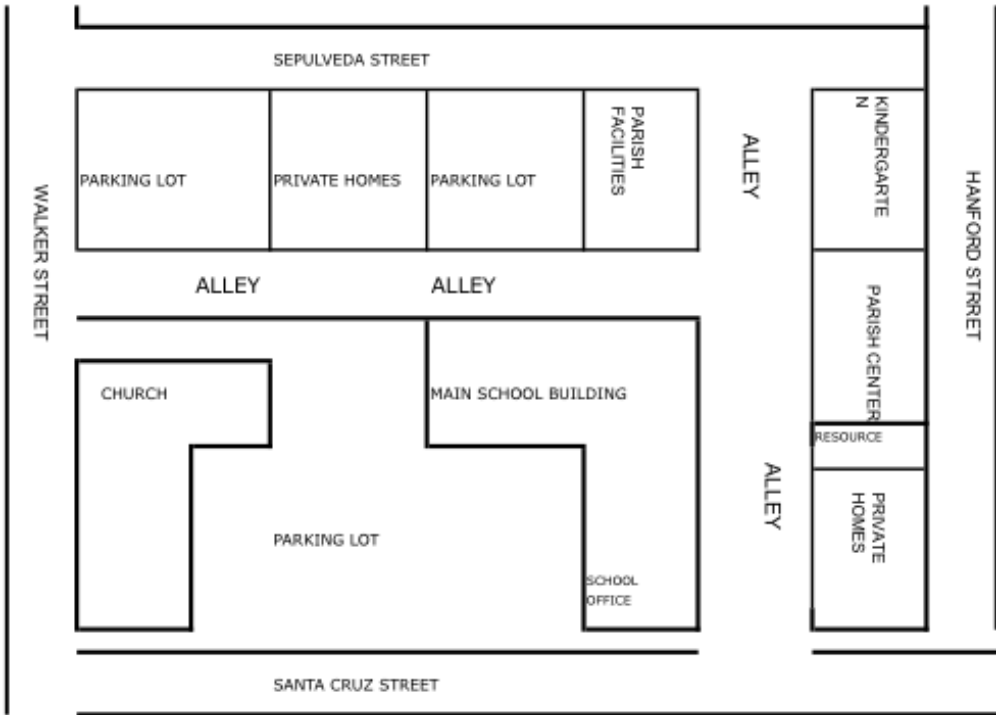 SEPULVEDA STREET
PARKING LOT
PRIVATE HOMES
PARKING LOT
PARISH
FACILITIES
ALLEY
KINDERGARTE
N
WALKER STREET
HANFORD STRRET
ALLEY
ALLEY
PARISH CENTER
CHURCH
MAIN SCHOOL BUILDING
RESOURCE
ALLEY
PRIVATE
HOMES
PARKING LOT
SCHOOL
OFFICE
SANTA CRUZ STREET